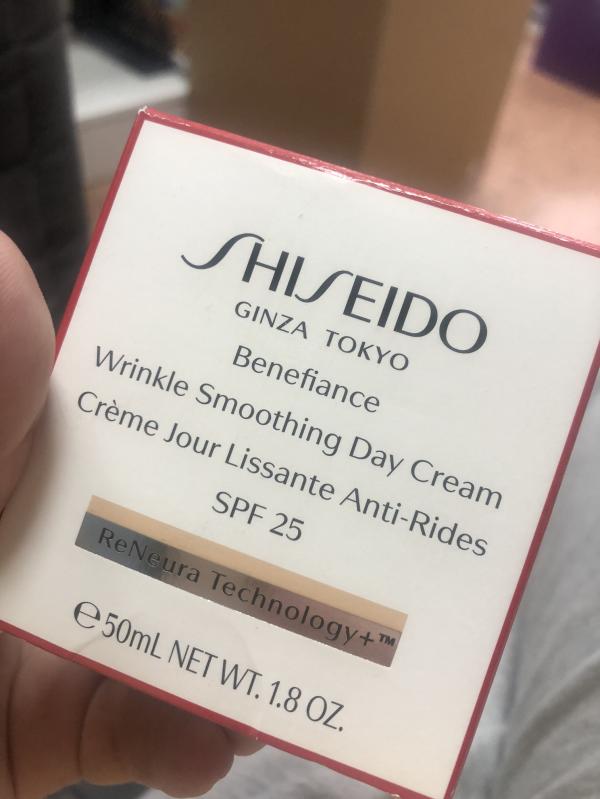 SHISEIDO
GINZA TOKYO
Benefiance
Wrinkle Smoothing Day Cream
Crème Jour Lissante Anti-Rides
SPF 25
ReNeura Technology+™
℮50mL NET WT. 1.8 OZ.